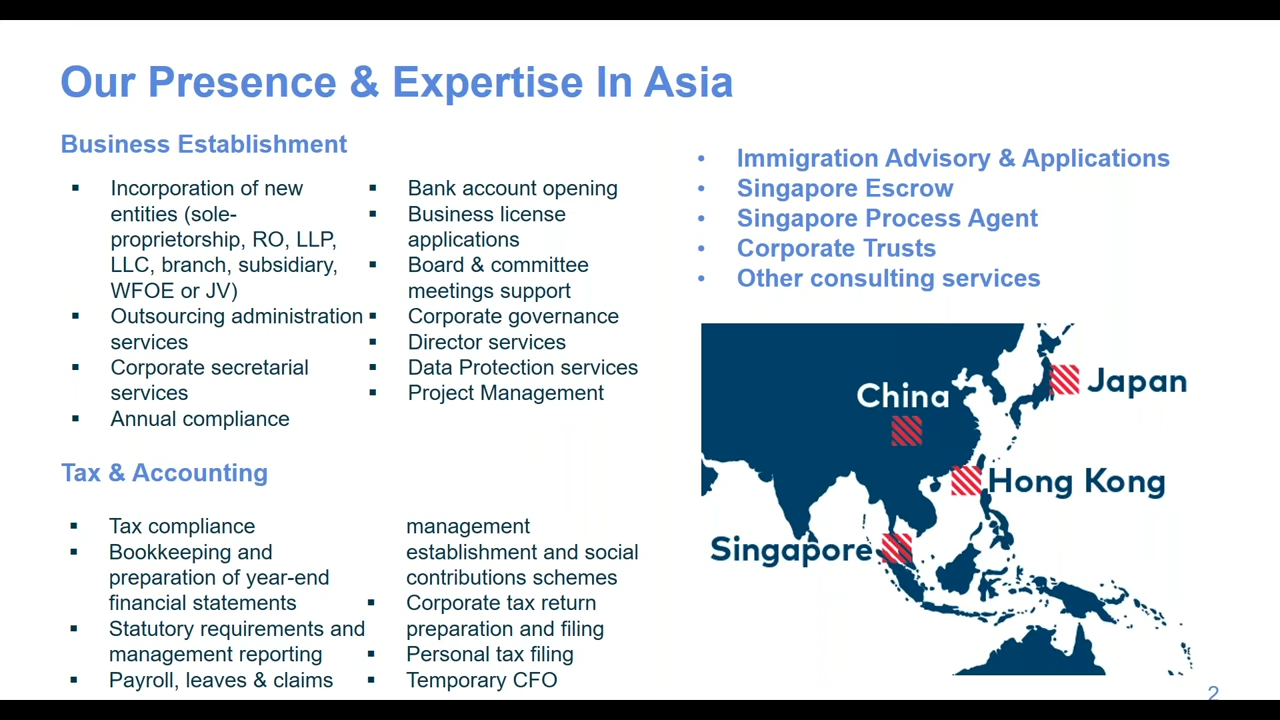 Our Presence & Expertise In Asia
Business Establishment
▪ Incorporation of new
entities (sole-
proprietorship, RO, LLP,
LLC, branch, subsidiary,
WFOE or JV)
▪ Outsourcing administration
services
▪ Corporate secretarial
services
▪ Annual compliance
▪ Bank account opening
▪ Business license
applications
▪ Board & committee
meetings support
▪ Corporate governance
▪ Director services
▪ Data Protection services
▪ Project Management
Tax & Accounting
▪ Tax compliance
▪ Bookkeeping and
preparation of year-end
financial statements
▪ Statutory requirements and
management reporting
▪ Payroll, leaves & claims
management
establishment and social
contributions schemes
▪ Corporate tax return
preparation and filing
▪ Personal tax filing
▪ Temporary CFO
• Immigration Advisory & Applications
• Singapore Escrow
• Singapore Process Agent
• Corporate Trusts
• Other consulting services
China
Japan
Hong Kong
Singapore
2